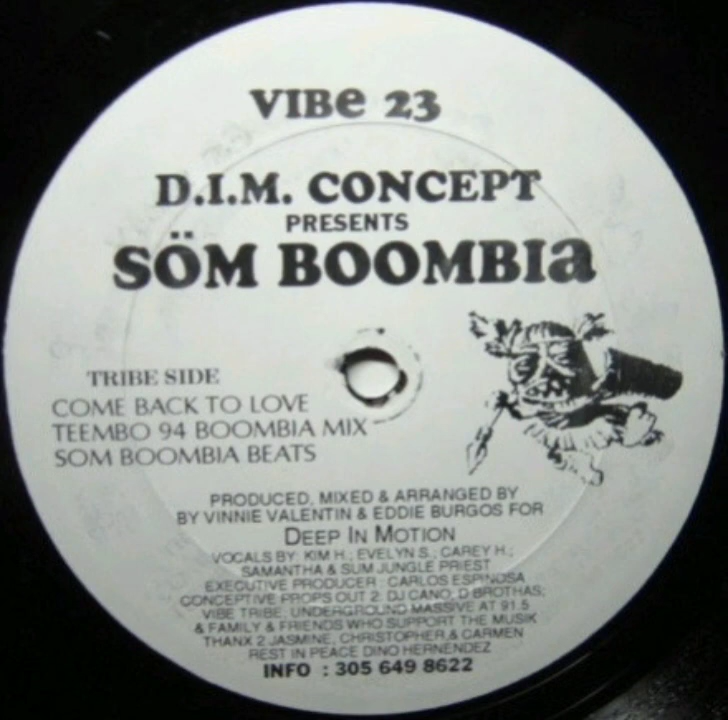 VIBe 23
D.I.M. CONCEPT
PRESENTS
SÖM BOOMBIa
TRIBE SIDE
COME BACK TO LOVE
TEEMBO 94 BOOMBIA MIX
SOM BOOMBIA BEATS
PRODUCED, MIXED & ARRANGED BY
BY VINNIE VALENTIN & EDDIE BURGOS FOR
DEEP IN MOTION
VOCALS BY: KIM H.; EVELYN S.; CAREY H.;
SAMANTHA & SUM JUNGLE PRIEST
EXECUTIVE PRODUCER : CARLOS ESPINOSA
CONCEPTIVE PROPS OUT 2: DJ CANO, D BROTHAS,
VIBE TRIBE, UNDERGROUND MASSIVE AT 91.5
& FAMILY & FRIENDS WHO SUPPORT THE MUSIK
THANX 2 JASMINE, CHRISTOPHER & CARMEN
REST IN PEACE DINO HERNENDEZ
INFO : 305 649 8622